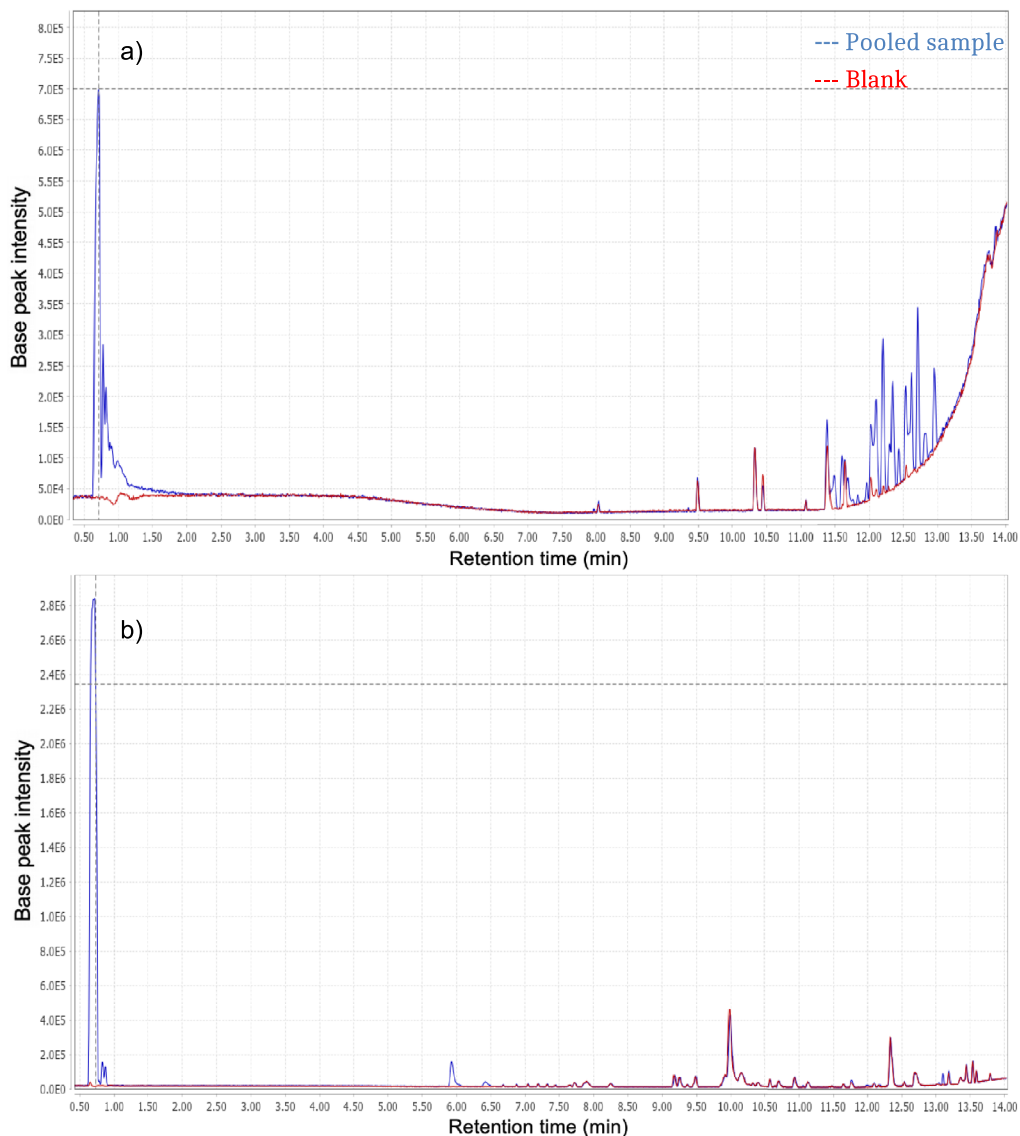 a)
--- Pooled sample
--- Blank
8.0E5
7.5E5
7.0E5
6.5E5
6.0E5
5.5E5
5.0E5
4.5E5
4.0E5
3.5E5
3.0E5
2.5E5
2.0E5
1.5E5
1.0E5
5.0E4
0.0E0
Base peak intensity
0.50 1.00 1.50 2.00 2.50 3.00 3.50 4.00 4.50 5.00 5.50 6.00 6.50 7.00 7.50 8.00 8.50 9.00 9.50 10.00 10.50 11.00 11.50 12.00 12.50 13.00 13.50 14.00
Retention time (min)
b)
2.8E6
2.6E6
2.4E6
2.2E6
2.0E6
1.8E6
1.6E6
1.4E6
1.2E6
1.0E6
8.0E5
6.0E5
4.0E5
2.0E5
0.0E0
Base peak intensity
0.50 1.00 1.50 2.00 2.50 3.00 3.50 4.00 4.50 5.00 5.50 6.00 6.50 7.00 7.50 8.00 8.50 9.00 9.50 10.00 10.50 11.00 11.50 12.00 12.50 13.00 13.50 14.00
Retention time (min)